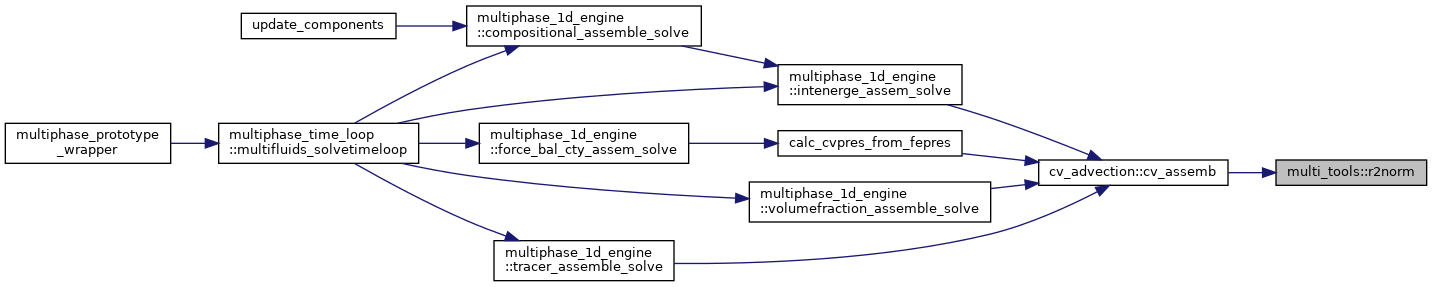 update_components
multiphase_1d_engine
::compositional_assemble_solve
multiphase_1d_engine
::intenerge_assem_solve
multiphase_prototype
_wrapper
multiphase_time_loop
::multifluids_solvetimeloop
multiphase_1d_engine
::force_bal_cty_assem_solve
calc_cvpres_from_fepres
cv_advection::cv_assemb
multi_tools::r2norm
multiphase_1d_engine
::volumefraction_assemble_solve
multiphase_1d_engine
::tracer_assemble_solve